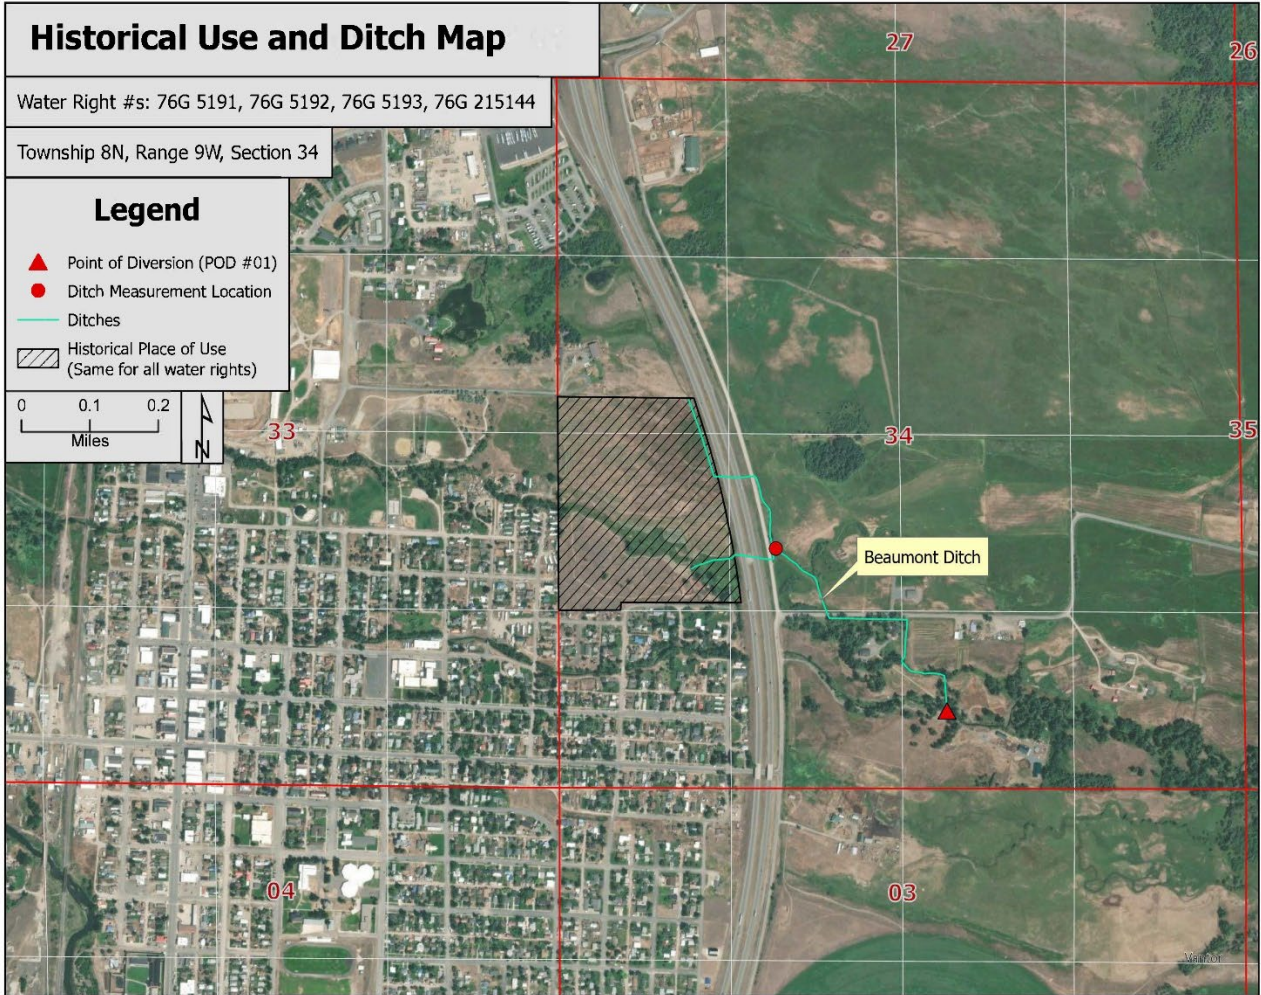 Historical Use and Ditch Map
Water Right #s: 76G 5191, 76G 5192, 76G 5193, 76G 215144
Township 8N, Range 9W, Section 34
Legend
Point of Diversion (POD #01)
Ditch Measurement Location
Ditches
Historical Place of Use
(Same for all water rights)
0 0.1 0.2
Miles
N
27
26
33
34
35
Beaumont Ditch
04
03